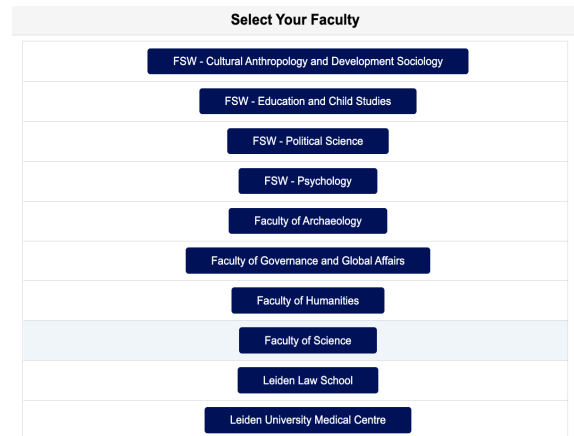 Select Your Faculty
FSW - Cultural Anthropology and Development Sociology
FSW - Education and Child Studies
FSW - Political Science
FSW - Psychology
Faculty of Archaeology
Faculty of Governance and Global Affairs
Faculty of Humanities
Faculty of Science
Leiden Law School
Leiden University Medical Centre